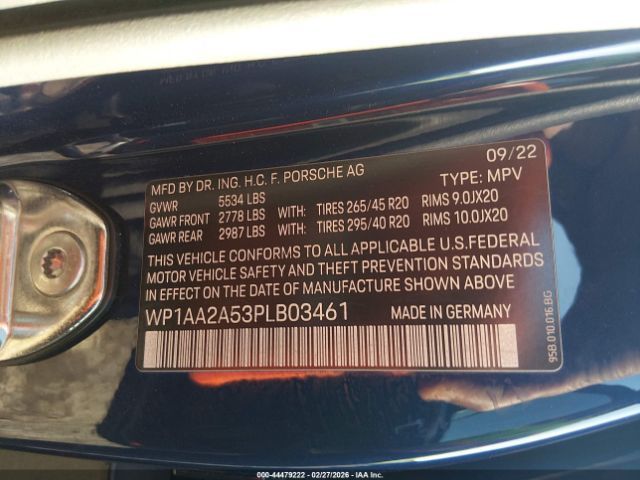 09/22
MFD BY DR. ING. H.C. F. PORSCHE AG
TYPE: MPV
GVWR 5534 LBS
GAWR FRONT 2778 LBS WITH: TIRES 265/45 R20 RIMS 9.0JX20
GAWR REAR 2987 LBS WITH: TIRES 295/40 R20 RIMS 10.0JX20
THIS VEHICLE CONFORMS TO ALL APPLICABLE U.S.FEDERAL
MOTOR VEHICLE SAFETY AND THEFT PREVENTION STANDARDS
IN EFFECT ON THE DATE OF MANUFACTURE SHOWN ABOVE
WP1AA2A53PLB03461 MADE IN GERMANY
95B.010.016.BG
000-44479222 - 02/27/2026 - IAA Inc.